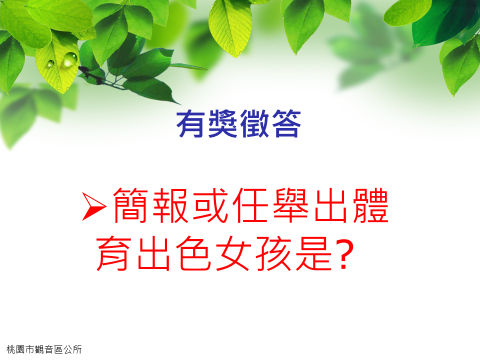 有獎徵答
➢簡報或任舉出體
育出色女孩是?
桃園市觀音區公所